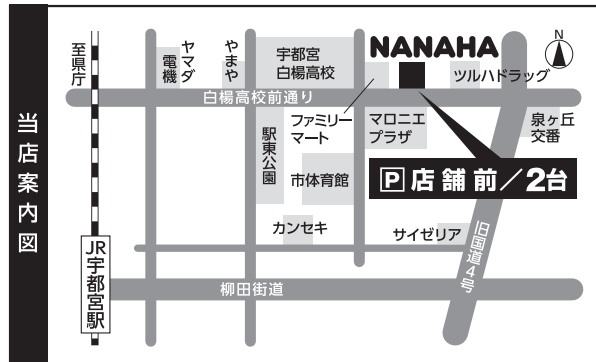 当店案内図
至県庁
ヤマダ
電機
やまや
宇都宮
白楊高校
NANAHA
N
ツルハドラッグ
白楊高校前通り
ファミリー
マート
マロニエ
プラザ
泉ヶ丘
交番
駅東公園
市体育館
P 店舗前／2台
カンセキ
サイゼリア
旧国道4号
JR
宇都宮駅
柳田街道